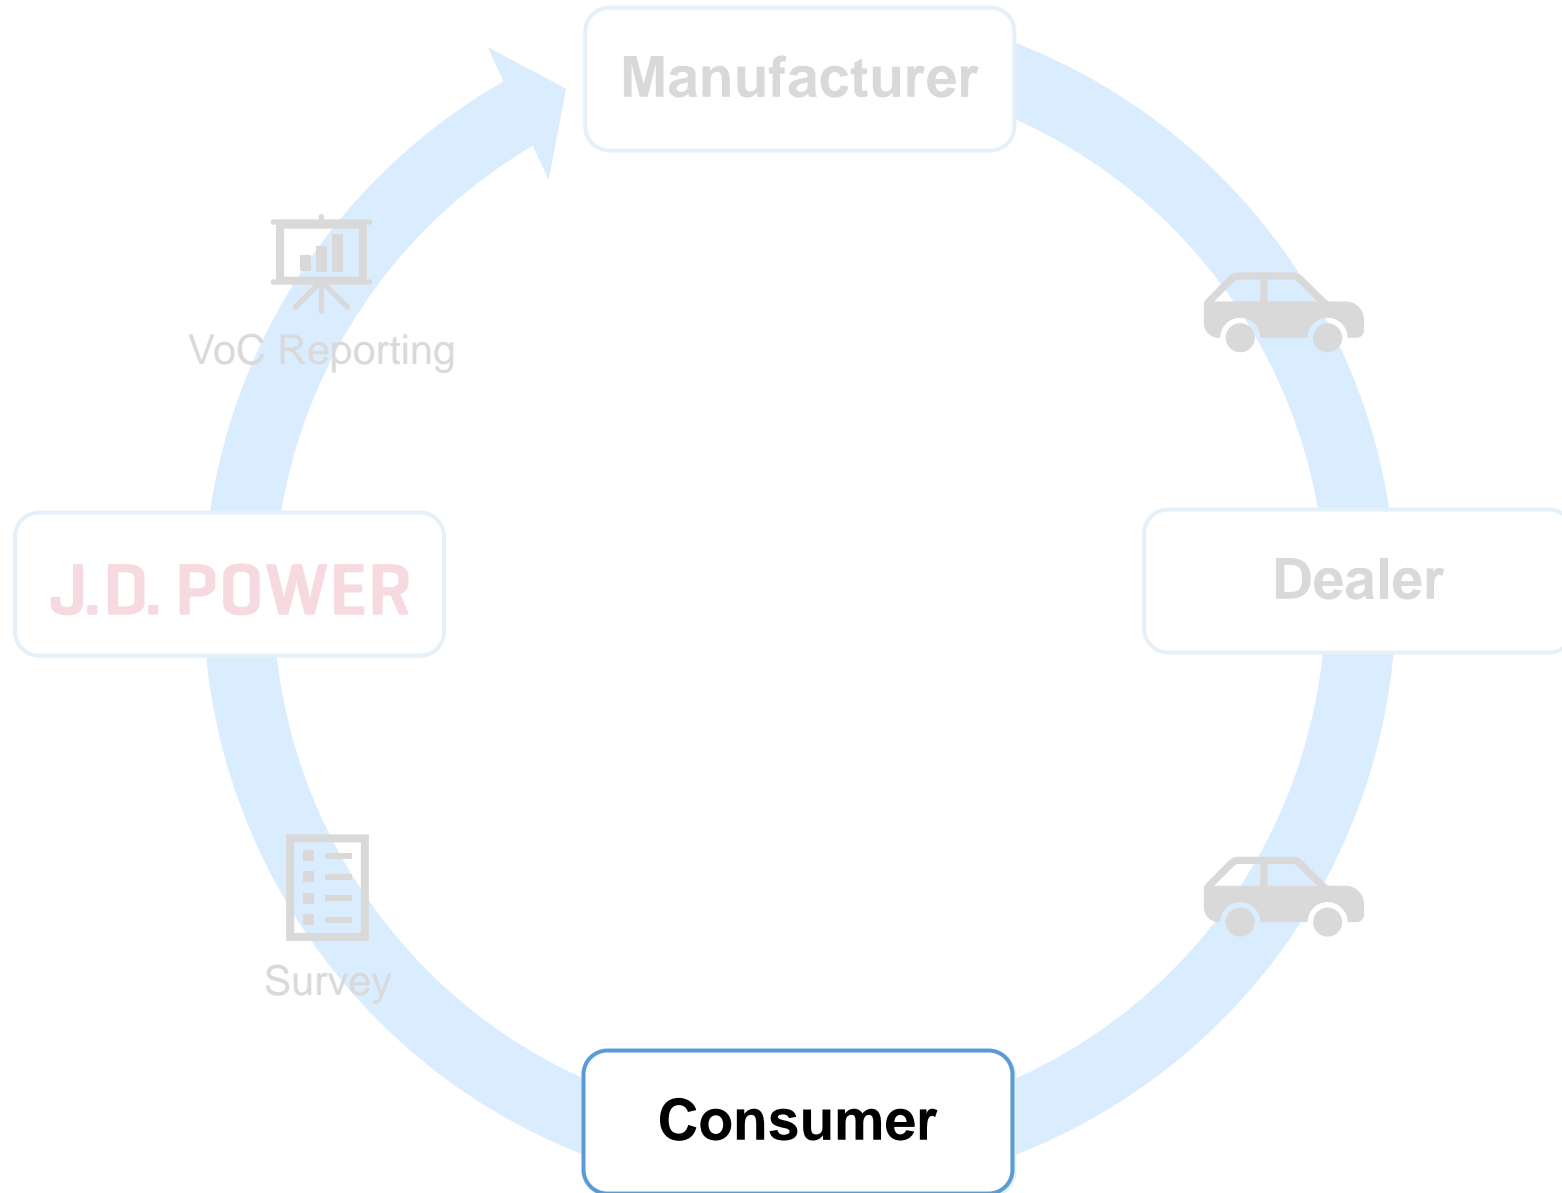 Manufacturer
VoC Reporting
J.D. POWER
Dealer
Survey
Consumer